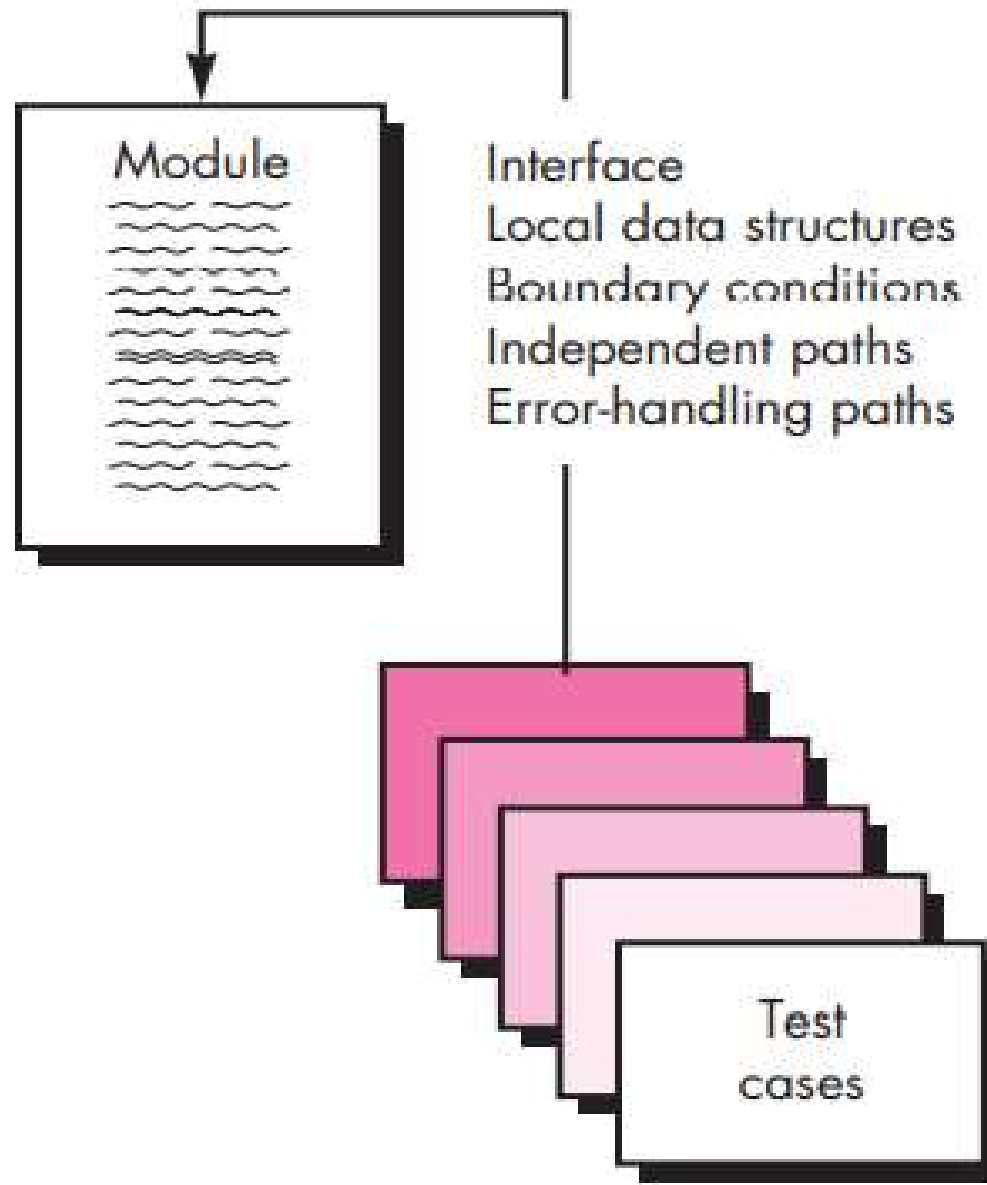 Module
Interface
Local data structures
Boundary conditions
Independent paths
Error-handling paths
Test
cases